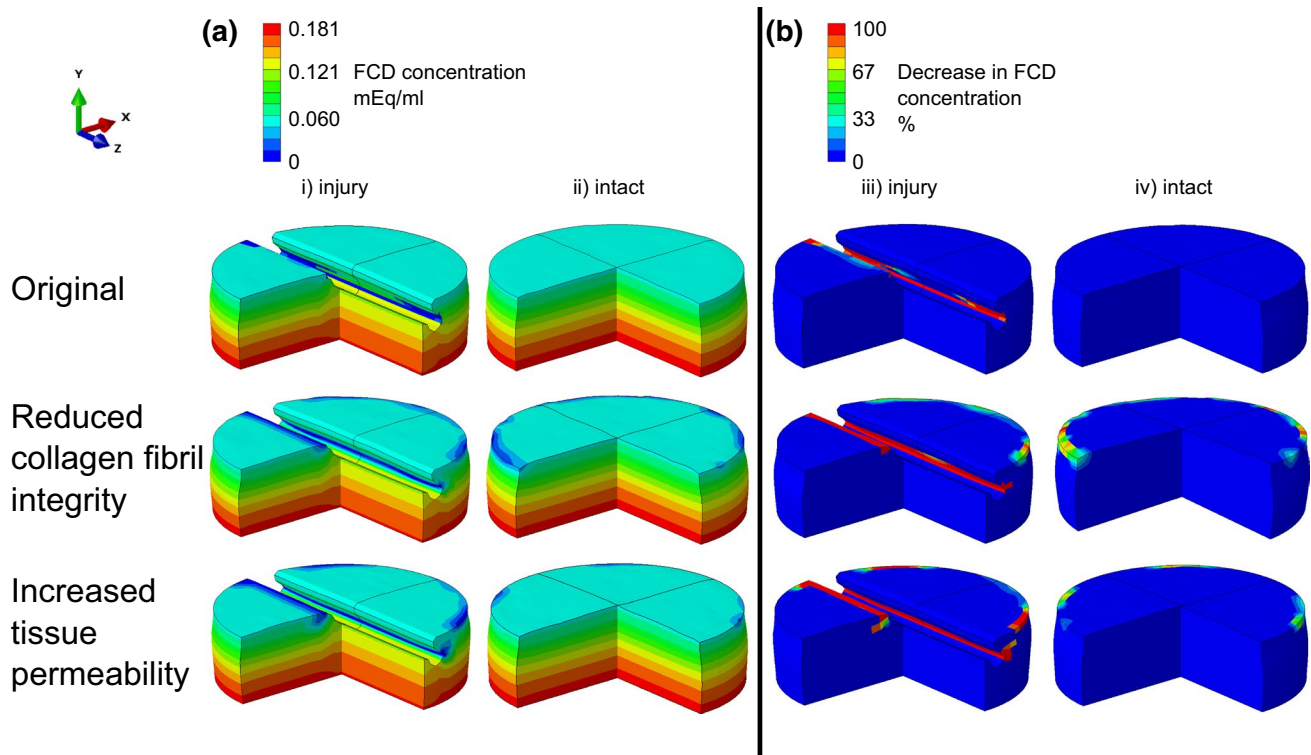 (a)
0.181
0.121
0.060
0
FCD concentration
mEq/ml
i) injury
ii) intact
(b)
100
67
33
0
Decrease in FCD
concentration
%
iii) injury
iv) intact
Y
X
Z
Original
Reduced
collagen fibril
integrity
Increased
tissue
permeability